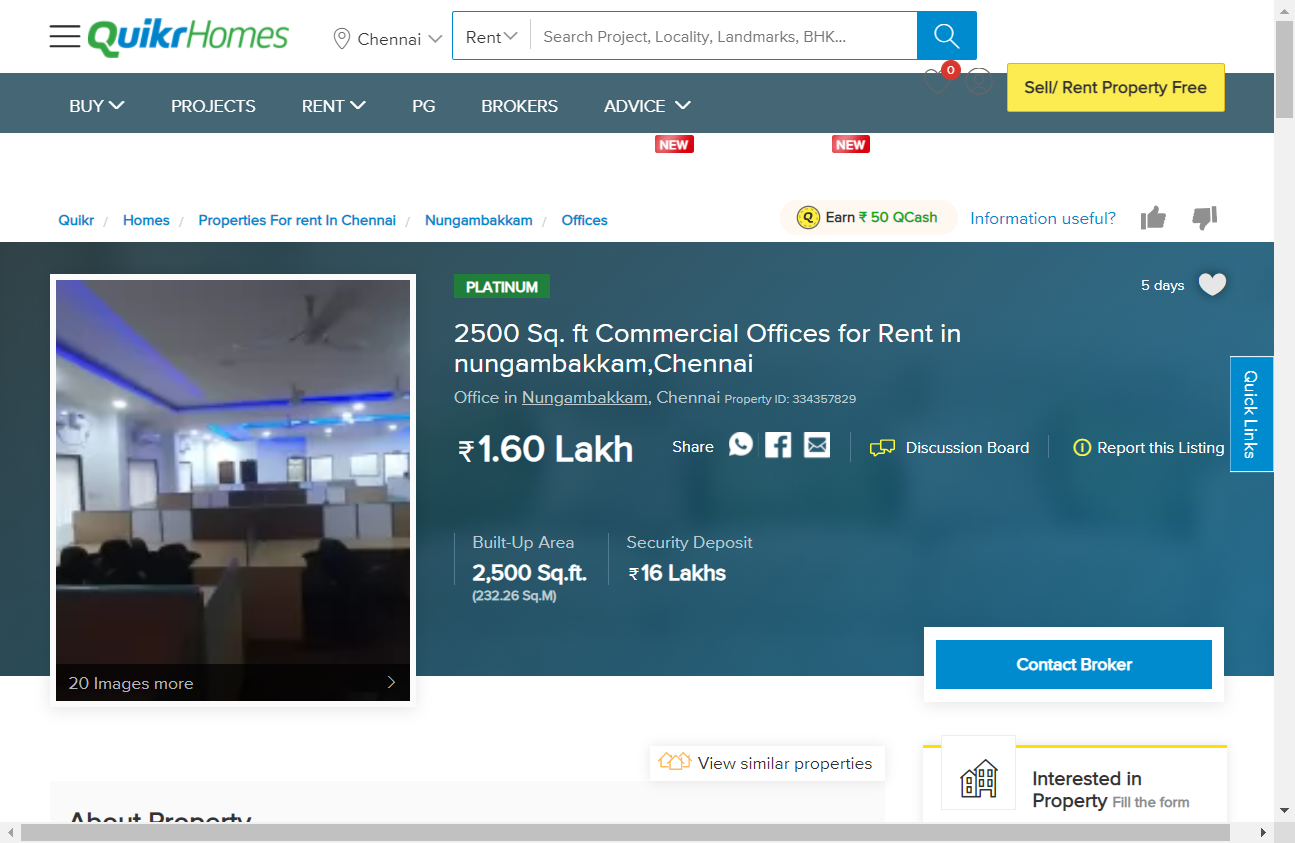 QuikrHomes
Chennai
Rent
Search Project, Locality, Landmarks, BHK...
0
Sell/ Rent Property Free
BUY
PROJECTS
RENT
PG
BROKERS
ADVICE
NEW
NEW
Quikr / Homes / Properties For rent In Chennai / Nungambakkam / Offices
Q Earn ₹ 50 QCash
Information useful?
PLATINUM
5 days
2500 Sq. ft Commercial Offices for Rent in
nungambakkam,Chennai
Office in Nungambakkam, Chennai Property ID: 334357829
₹1.60 Lakh
Share
Discussion Board
Report this Listing
Quick Links
Built-Up Area
2,500 Sq.ft.
(232.26 Sq.M)
Security Deposit
₹16 Lakhs
20 Images more
Contact Broker
View similar properties
Interested in
Property Fill the form
About Property